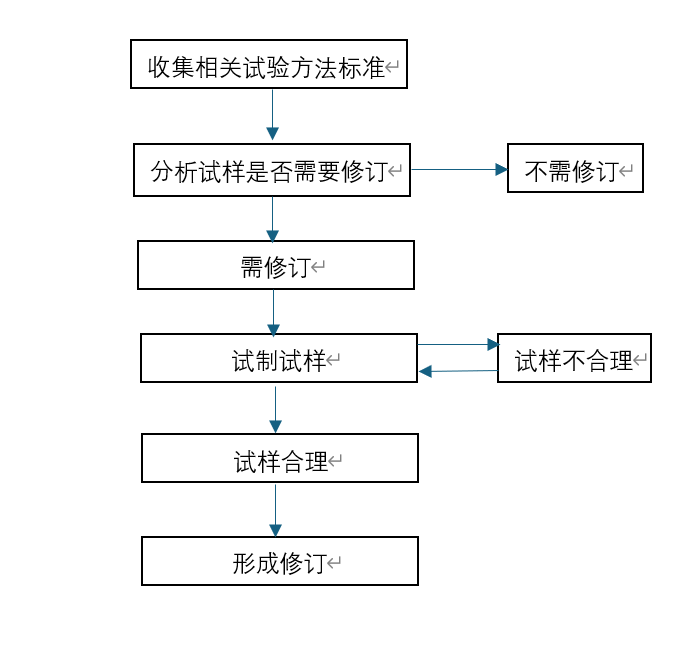 收集相关试验方法标准↵
分析试样是否需要修订↵
不需修订↵
需修订↵
试制试样↵
试样不合理↵
试样合理↵
形成修订↵